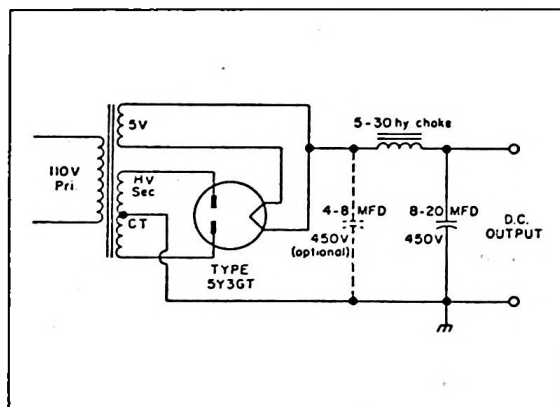 5V
5-30 hy choke
110V
Pri.
HV
Sec
CT
4-8 MFD
450V
(optional)
8-20 MFD
450V
D.C.
OUTPUT
TYPE
5Y3GT